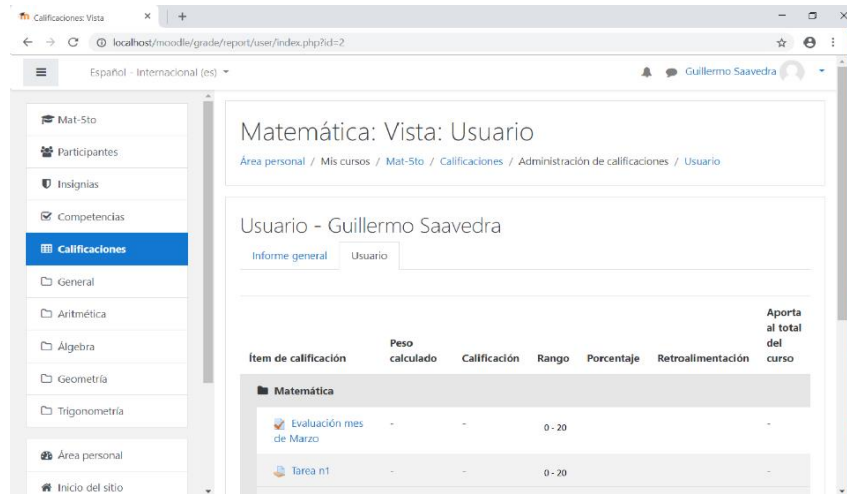 Calificaciones: Vista
localhost/moodle/grade/report/user/index.php?id=2
Español - Internacional (es)
Guillermo Saavedra
Mat-5to
Participantes
Insignias
Competencias
Calificaciones
General
Aritmética
Álgebra
Geometría
Trigonometría
Área personal
Inicio del sitio
Matemática: Vista: Usuario
Área personal / Mis cursos / Mat-5to / Calificaciones / Administración de calificaciones / Usuario
Usuario - Guillermo Saavedra
Informe general Usuario
Ítem de calificación Peso calculado Calificación Rango Porcentaje Retroalimentación Aporta al total del curso
Matemática
Evaluación mes de Marzo - - 0 - 20 -
Tarea n1 - - 0 - 20 -